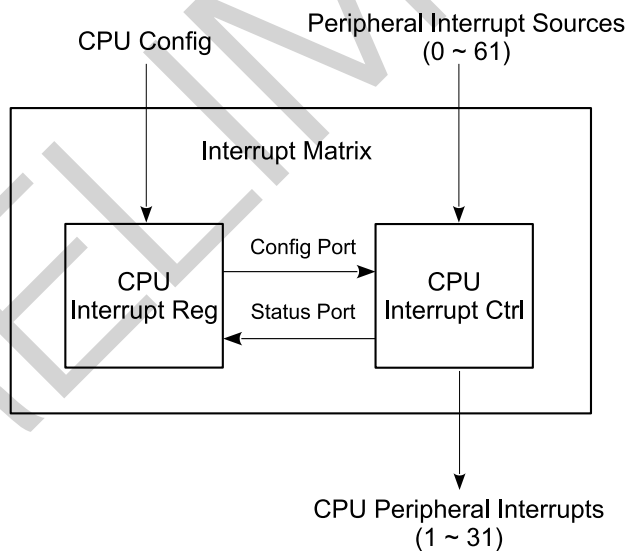 Peripheral Interrupt Sources
(0 ~ 61)
CPU Config
Interrupt Matrix
CPU
Interrupt Reg
Config Port
Status Port
CPU
Interrupt Ctrl
CPU Peripheral Interrupts
(1 ~ 31)